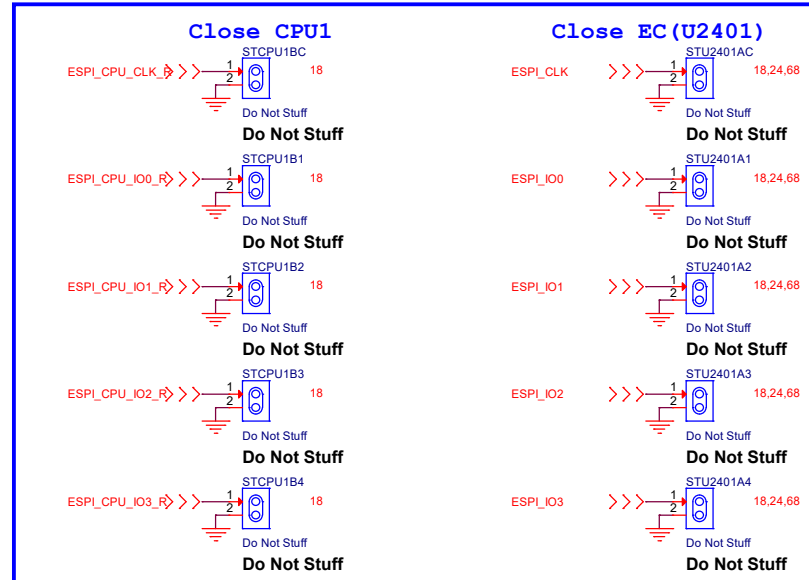 Close CPU1
STCPU1BC
ESPI_CPU_CLK_R
1
2
18
Do Not Stuff
Do Not Stuff
STCPU1B1
ESPI_CPU_IO0_R
1
2
18
Do Not Stuff
Do Not Stuff
STCPU1B2
ESPI_CPU_IO1_R
1
2
18
Do Not Stuff
Do Not Stuff
STCPU1B3
ESPI_CPU_IO2_R
1
2
18
Do Not Stuff
Do Not Stuff
STCPU1B4
ESPI_CPU_IO3_R
1
2
18
Do Not Stuff
Do Not Stuff
Close EC(U2401)
STU2401AC
ESPI_CLK
1
2
18,24,68
Do Not Stuff
Do Not Stuff
STU2401A1
ESPI_IO0
1
2
18,24,68
Do Not Stuff
Do Not Stuff
STU2401A2
ESPI_IO1
1
2
18,24,68
Do Not Stuff
Do Not Stuff
STU2401A3
ESPI_IO2
1
2
18,24,68
Do Not Stuff
Do Not Stuff
STU2401A4
ESPI_IO3
1
2
18,24,68
Do Not Stuff
Do Not Stuff